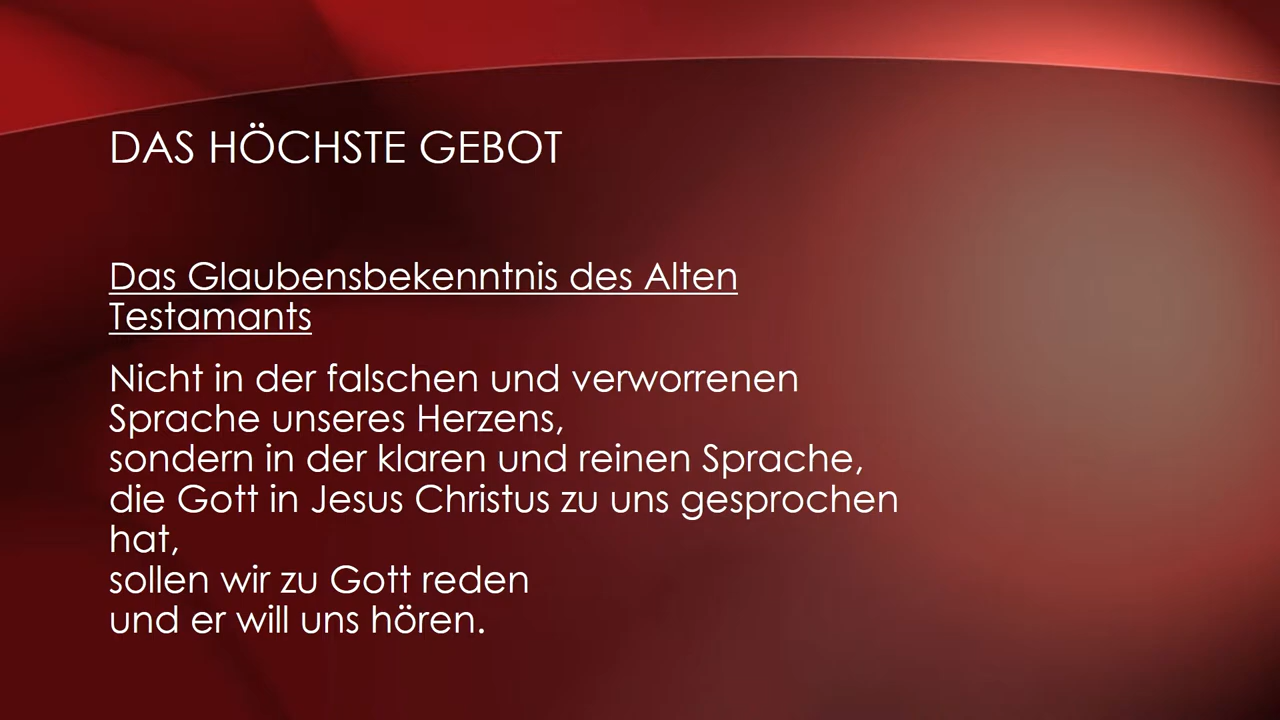 DAS HÖCHSTE GEBOT
Das Glaubensbekenntnis des Alten
Testamants
Nicht in der falschen und verworrenen
Sprache unseres Herzens,
sondern in der klaren und reinen Sprache,
die Gott in Jesus Christus zu uns gesprochen
hat,
sollen wir zu Gott reden
und er will uns hören.